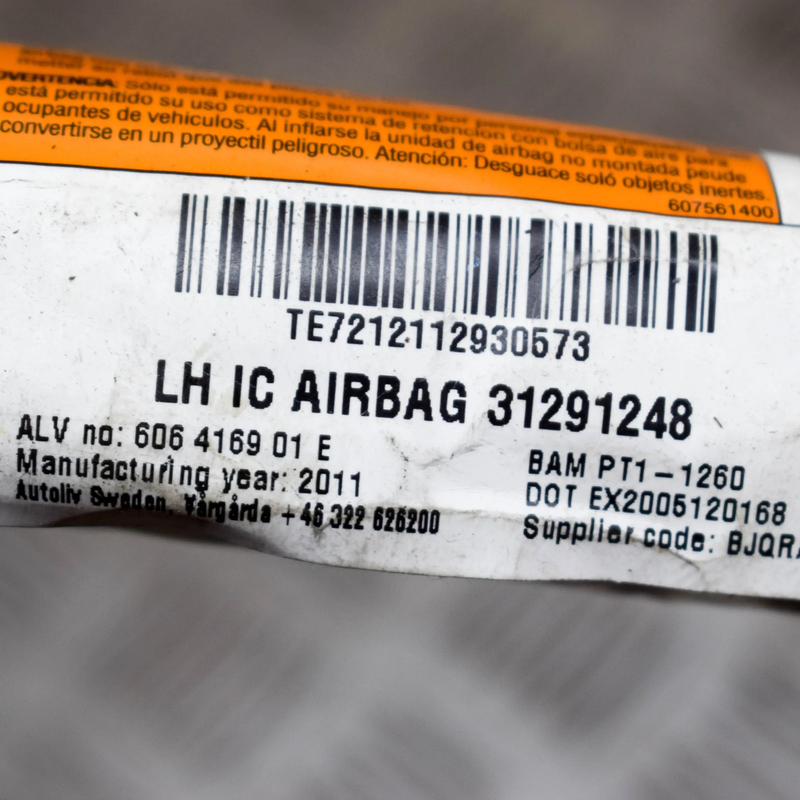 ADVERTENCIA: Sólo está permitido su manejo por
está permitido su uso como sistema de retención con bolsa de aire para
ocupantes de vehículos. Al inflarse la unidad de airbag no montada peude
convertirse en un proyectil peligroso. Atención: Desguace soló objetos inertes.
607561400
TE7212112930573
LH IC AIRBAG 31291248
ALV no: 606 4169 01 E
Manufacturing year: 2011
Autoliv Sweden, Vårgårda +46 322 626200
BAM PT1-1260
DOT EX2005120168
Supplier code: BJQRA